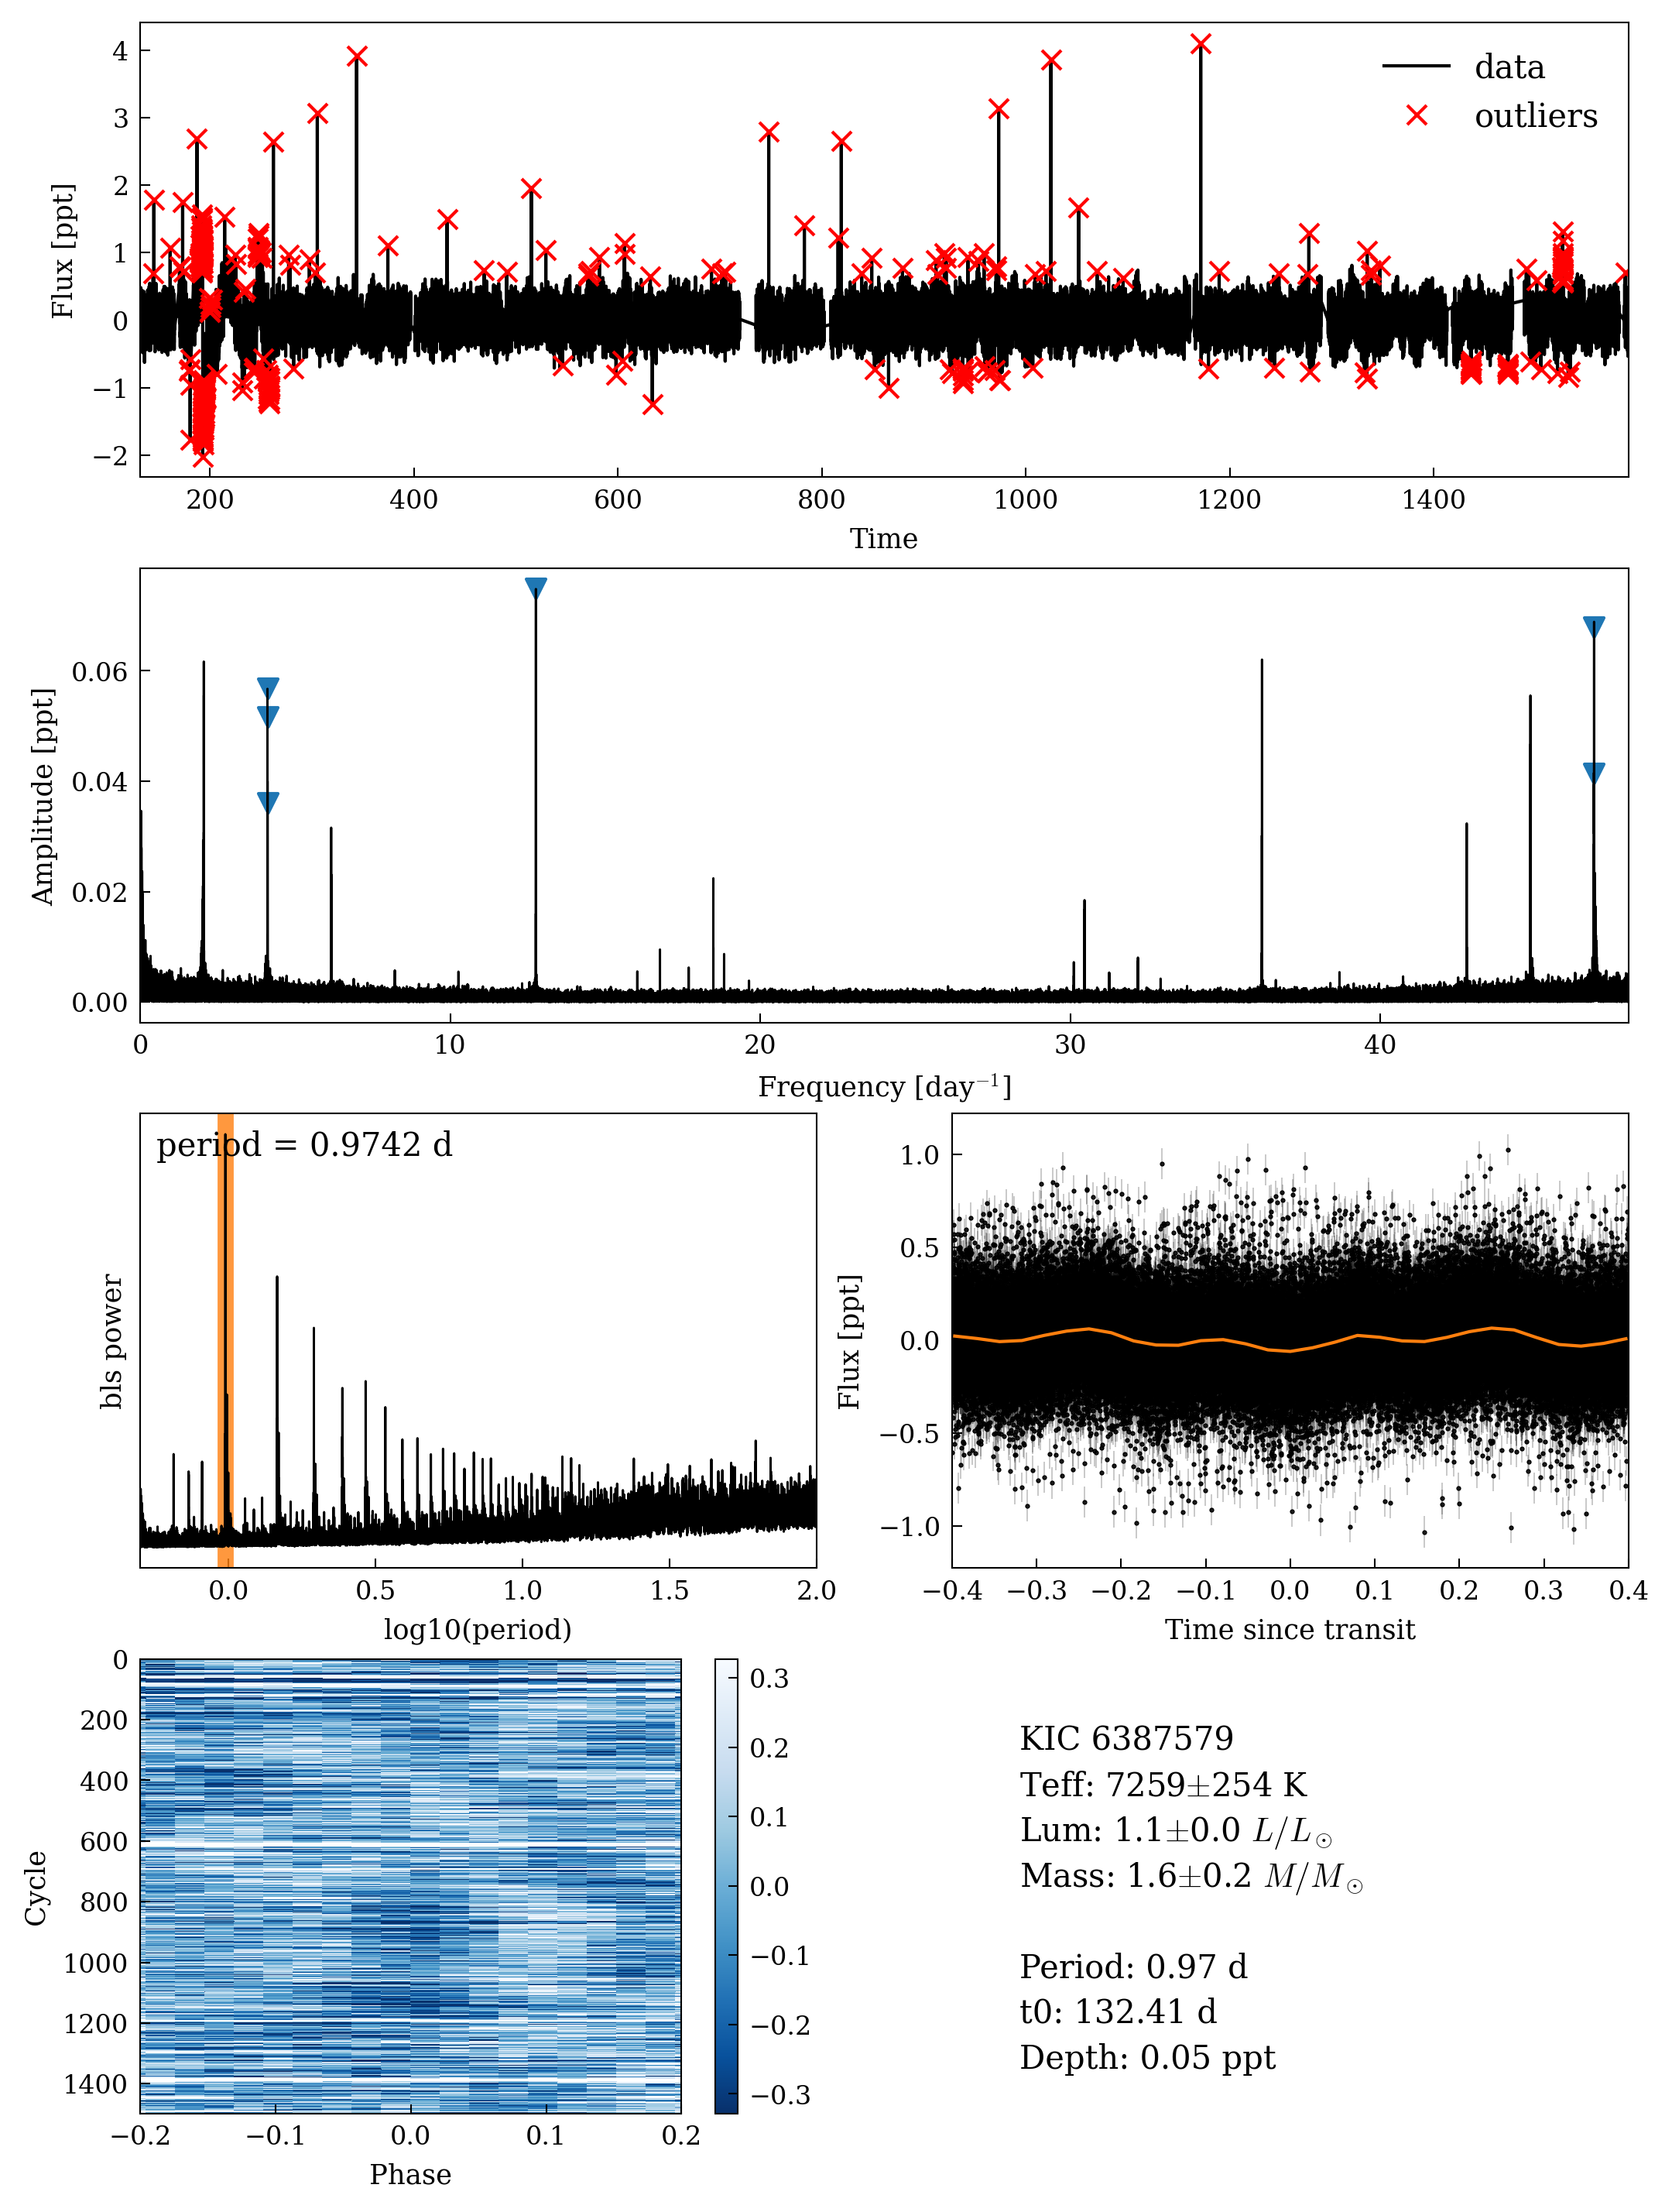 4
3
2
1
0
−1
−2
Flux [ppt]
data
outliers
200 400 600 800 1000 1200 1400
Time
0.06
0.04
0.02
0.00
Amplitude [ppt]
0 10 20 30 40
Frequency [day⁻¹]
period = 0.9742 d
bls power
0.0 0.5 1.0 1.5 2.0
log10(period)
1.0
0.5
0.0
−0.5
−1.0
Flux [ppt]
−0.4 −0.3 −0.2 −0.1 0.0 0.1 0.2 0.3 0.4
Time since transit
0
200
400
600
800
1000
1200
1400
Cycle
−0.2 −0.1 0.0 0.1 0.2
Phase
0.3
0.2
0.1
0.0
−0.1
−0.2
−0.3
KIC 6387579
Teff: 7259±254 K
Lum: 1.1±0.0 L/L⊙
Mass: 1.6±0.2 M/M⊙
Period: 0.97 d
t0: 132.41 d
Depth: 0.05 ppt